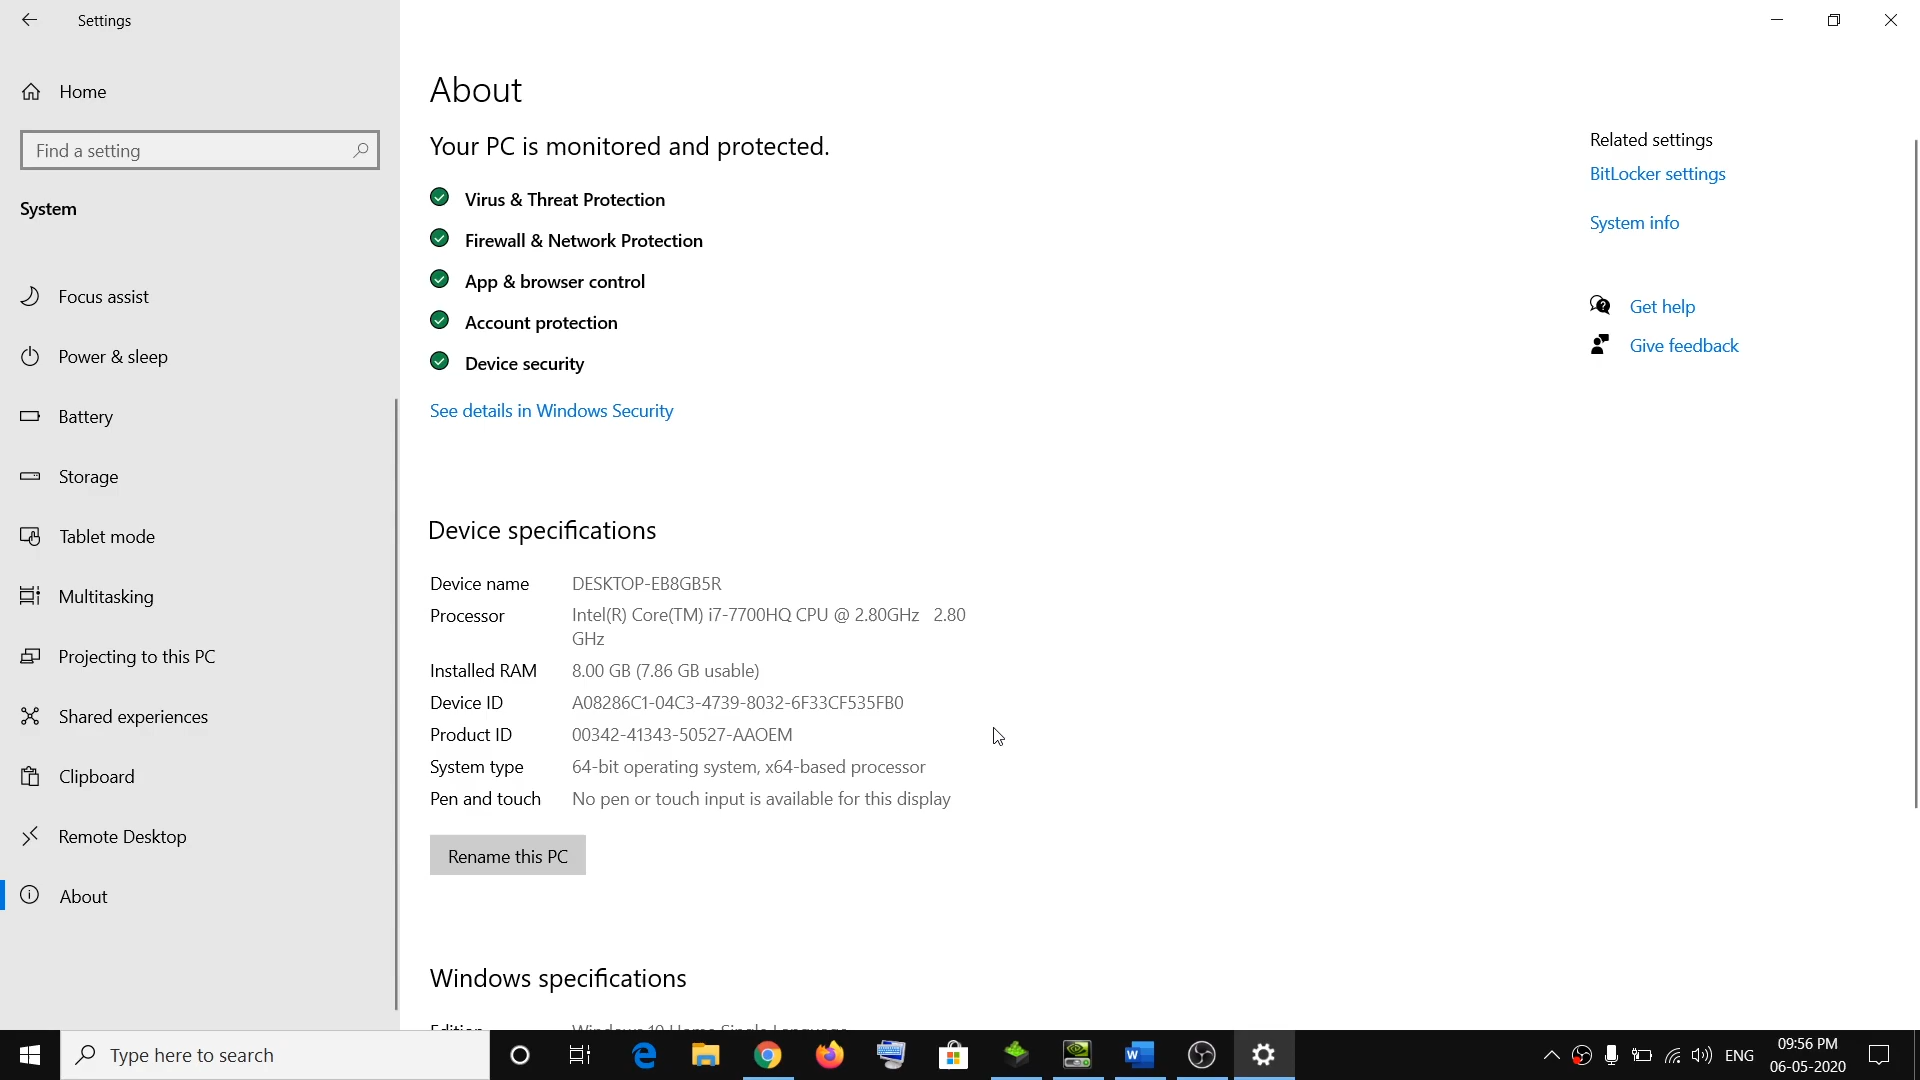 Settings
Home
Find a setting
System
Focus assist
Power & sleep
Battery
Storage
Tablet mode
Multitasking
Projecting to this PC
Shared experiences
Clipboard
Remote Desktop
About
About
Your PC is monitored and protected.
Virus & Threat Protection
Firewall & Network Protection
App & browser control
Account protection
Device security
See details in Windows Security
Device specifications
Device name DESKTOP-EB8GB5R
Processor Intel(R) Core(TM) i7-7700HQ CPU @ 2.80GHz 2.80
GHz
Installed RAM 8.00 GB (7.86 GB usable)
Device ID A08286C1-04C3-4739-8032-6F33CF535FB0
Product ID 00342-41343-50527-AAOEM
System type 64-bit operating system, x64-based processor
Pen and touch No pen or touch input is available for this display
Rename this PC
Windows specifications
Edition Windows 10 Home Single Language
Related settings
BitLocker settings
System info
Get help
Give feedback
Type here to search
ENG
09:56 PM
06-05-2020